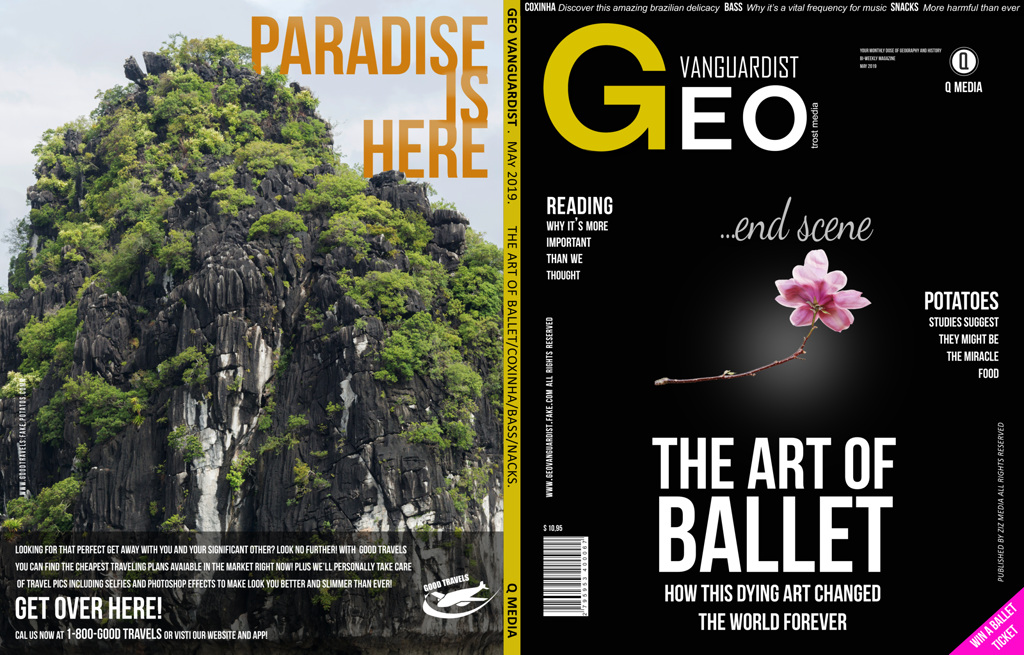 PARADISE
IS
HERE
WWW.GOODTRAVELS.FAKE.POTATOS.COM
LOOKING FOR THAT PERFECT GET AWAY WITH YOU AND YOUR SIGNIFICANT OTHER? LOOK NO FURTHER! WITH GOOD TRAVELS
YOU CAN FIND THE CHEAPEST TRAVELING PLANS AVAIABLE IN THE MARKET RIGHT NOW! PLUS WE'LL PERSONALLY TAKE CARE
OF TRAVEL PICS INCLUDING SELFIES AND PHOTOSHOP EFFECTS TO MAKE LOOK YOU BETTER AND SLIMMER THAN EVER!
GET OVER HERE!
CAL US NOW AT 1-800-GOOD TRAVELS OR VISTI OUR WEBSITE AND APP!
GOOD TRAVELS
GEO VANGUARDIST . MAY 2019. THE ART OF BALLET/COXINHA/BASS/NACKS. Q MEDIA
COXINHA Discover this amazing brazilian delicacy BASS Why it's a vital frequency for music SNACKS More harmful than ever
VANGUARDIST
GEO
trost media
YOUR MONTHLY DOSE OF GEOGRAPHY AND HISTORY
BI-WEEKLY MAGAZINE
MAY 2019
Q
Q MEDIA
READING
WHY IT'S MORE
IMPORTANT
THAN WE
THOUGHT
...end scene
POTATOES
STUDIES SUGGEST
THEY MIGHT BE
THE MIRACLE
FOOD
WWW.GEOVANGUARDIST.FAKE.COM ALL RIGHTS RESERVED
THE ART OF
BALLET
HOW THIS DYING ART CHANGED
THE WORLD FOREVER
$ 10,95
2 795953 400067
PUBLISHED BY ZIZ MEDIA ALL RIGHTS RESERVED
WIN A BALLET
TICKET